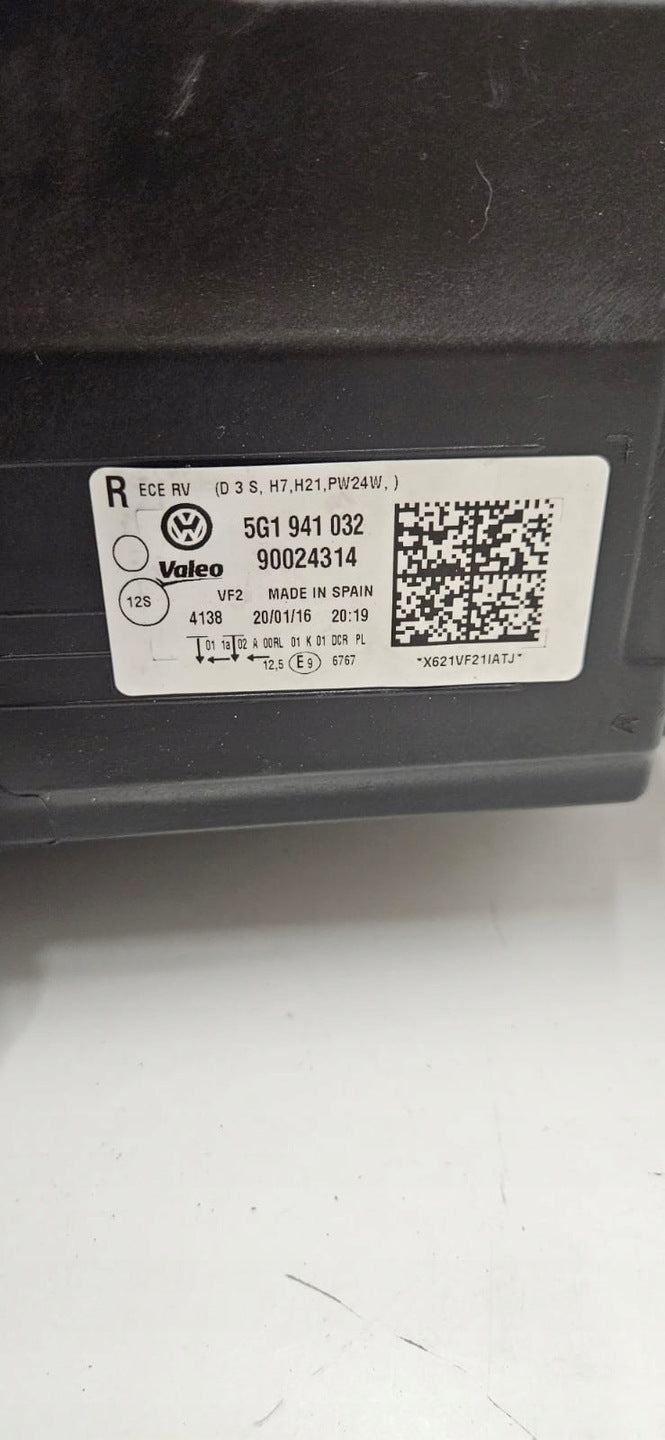 R ECE RV (D 3 S, H7,H21,PW24W, )
5G1 941 032
Valeo 90024314
12S
VF2 MADE IN SPAIN
4138 20/01/16 20:19
01 1a 02 A 00RL 01 K 01 DCR PL
12,5 E9 6767
*X621VF21IATJ*
A